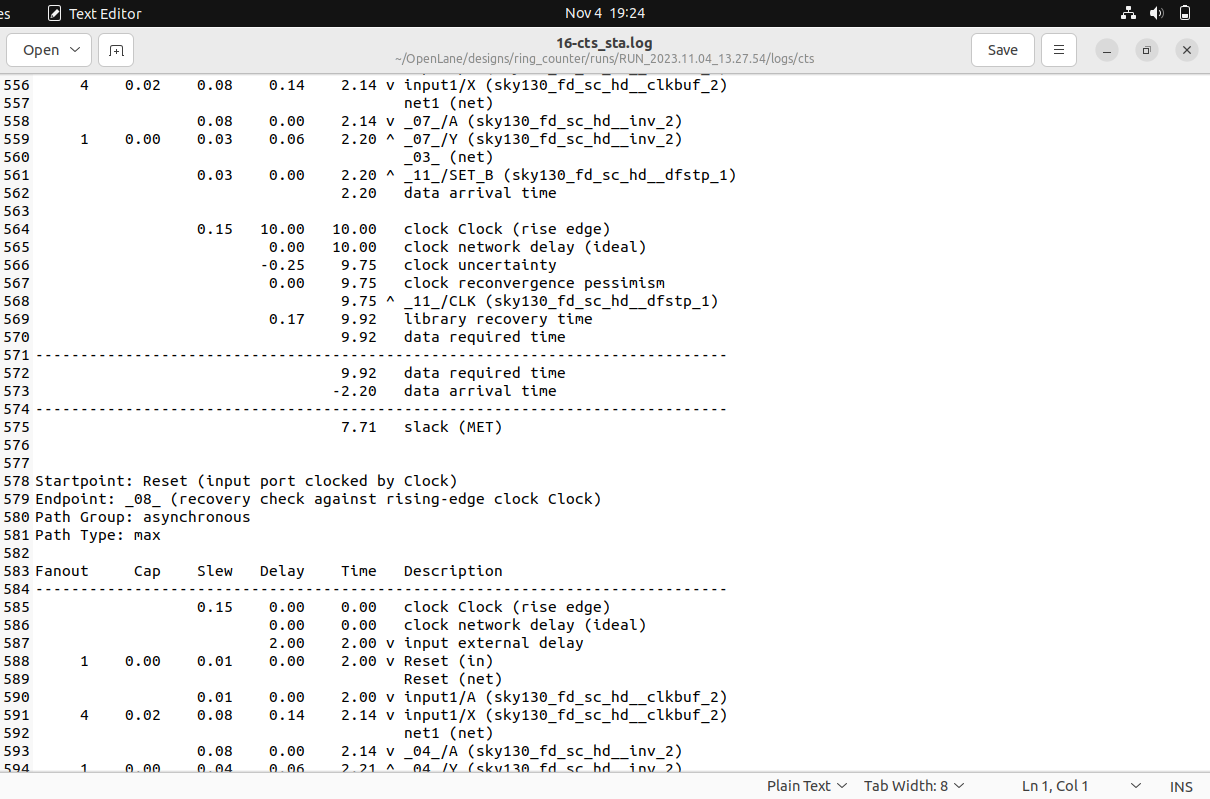 es Text Editor Nov 4 19:24
Open 16-cts_sta.log Save
~/OpenLane/designs/ring_counter/runs/RUN_2023.11.04_13.27.54/logs/cts
556 4 0.02 0.08 0.14 2.14 v input1/X (sky130_fd_sc_hd__clkbuf_2)
557 net1 (net)
558 0.08 0.00 2.14 v _07_/A (sky130_fd_sc_hd__inv_2)
559 1 0.00 0.03 0.06 2.20 ^ _07_/Y (sky130_fd_sc_hd__inv_2)
560 _03_ (net)
561 0.03 0.00 2.20 ^ _11_/SET_B (sky130_fd_sc_hd__dfstp_1)
562 2.20 data arrival time
563
564 0.15 10.00 10.00 clock Clock (rise edge)
565 0.00 10.00 clock network delay (ideal)
566 -0.25 9.75 clock uncertainty
567 0.00 9.75 clock reconvergence pessimism
568 9.75 ^ _11_/CLK (sky130_fd_sc_hd__dfstp_1)
569 0.17 9.92 library recovery time
570 9.92 data required time
571 -----------------------------------------------------------------------------
572 9.92 data required time
573 -2.20 data arrival time
574 -----------------------------------------------------------------------------
575 7.71 slack (MET)
576
577
578 Startpoint: Reset (input port clocked by Clock)
579 Endpoint: _08_ (recovery check against rising-edge clock Clock)
580 Path Group: asynchronous
581 Path Type: max
582
583 Fanout Cap Slew Delay Time Description
584 -----------------------------------------------------------------------------
585 0.15 0.00 0.00 clock Clock (rise edge)
586 0.00 0.00 clock network delay (ideal)
587 2.00 2.00 v input external delay
588 1 0.00 0.01 0.00 2.00 v Reset (in)
589 Reset (net)
590 0.01 0.00 2.00 v input1/A (sky130_fd_sc_hd__clkbuf_2)
591 4 0.02 0.08 0.14 2.14 v input1/X (sky130_fd_sc_hd__clkbuf_2)
592 net1 (net)
593 0.08 0.00 2.14 v _04_/A (sky130_fd_sc_hd__inv_2)
594 1 0.00 0.04 0.06 2.21 ^ _04_/Y (sky130_fd_sc_hd__inv_2)
Plain Text Tab Width: 8 Ln 1, Col 1 INS